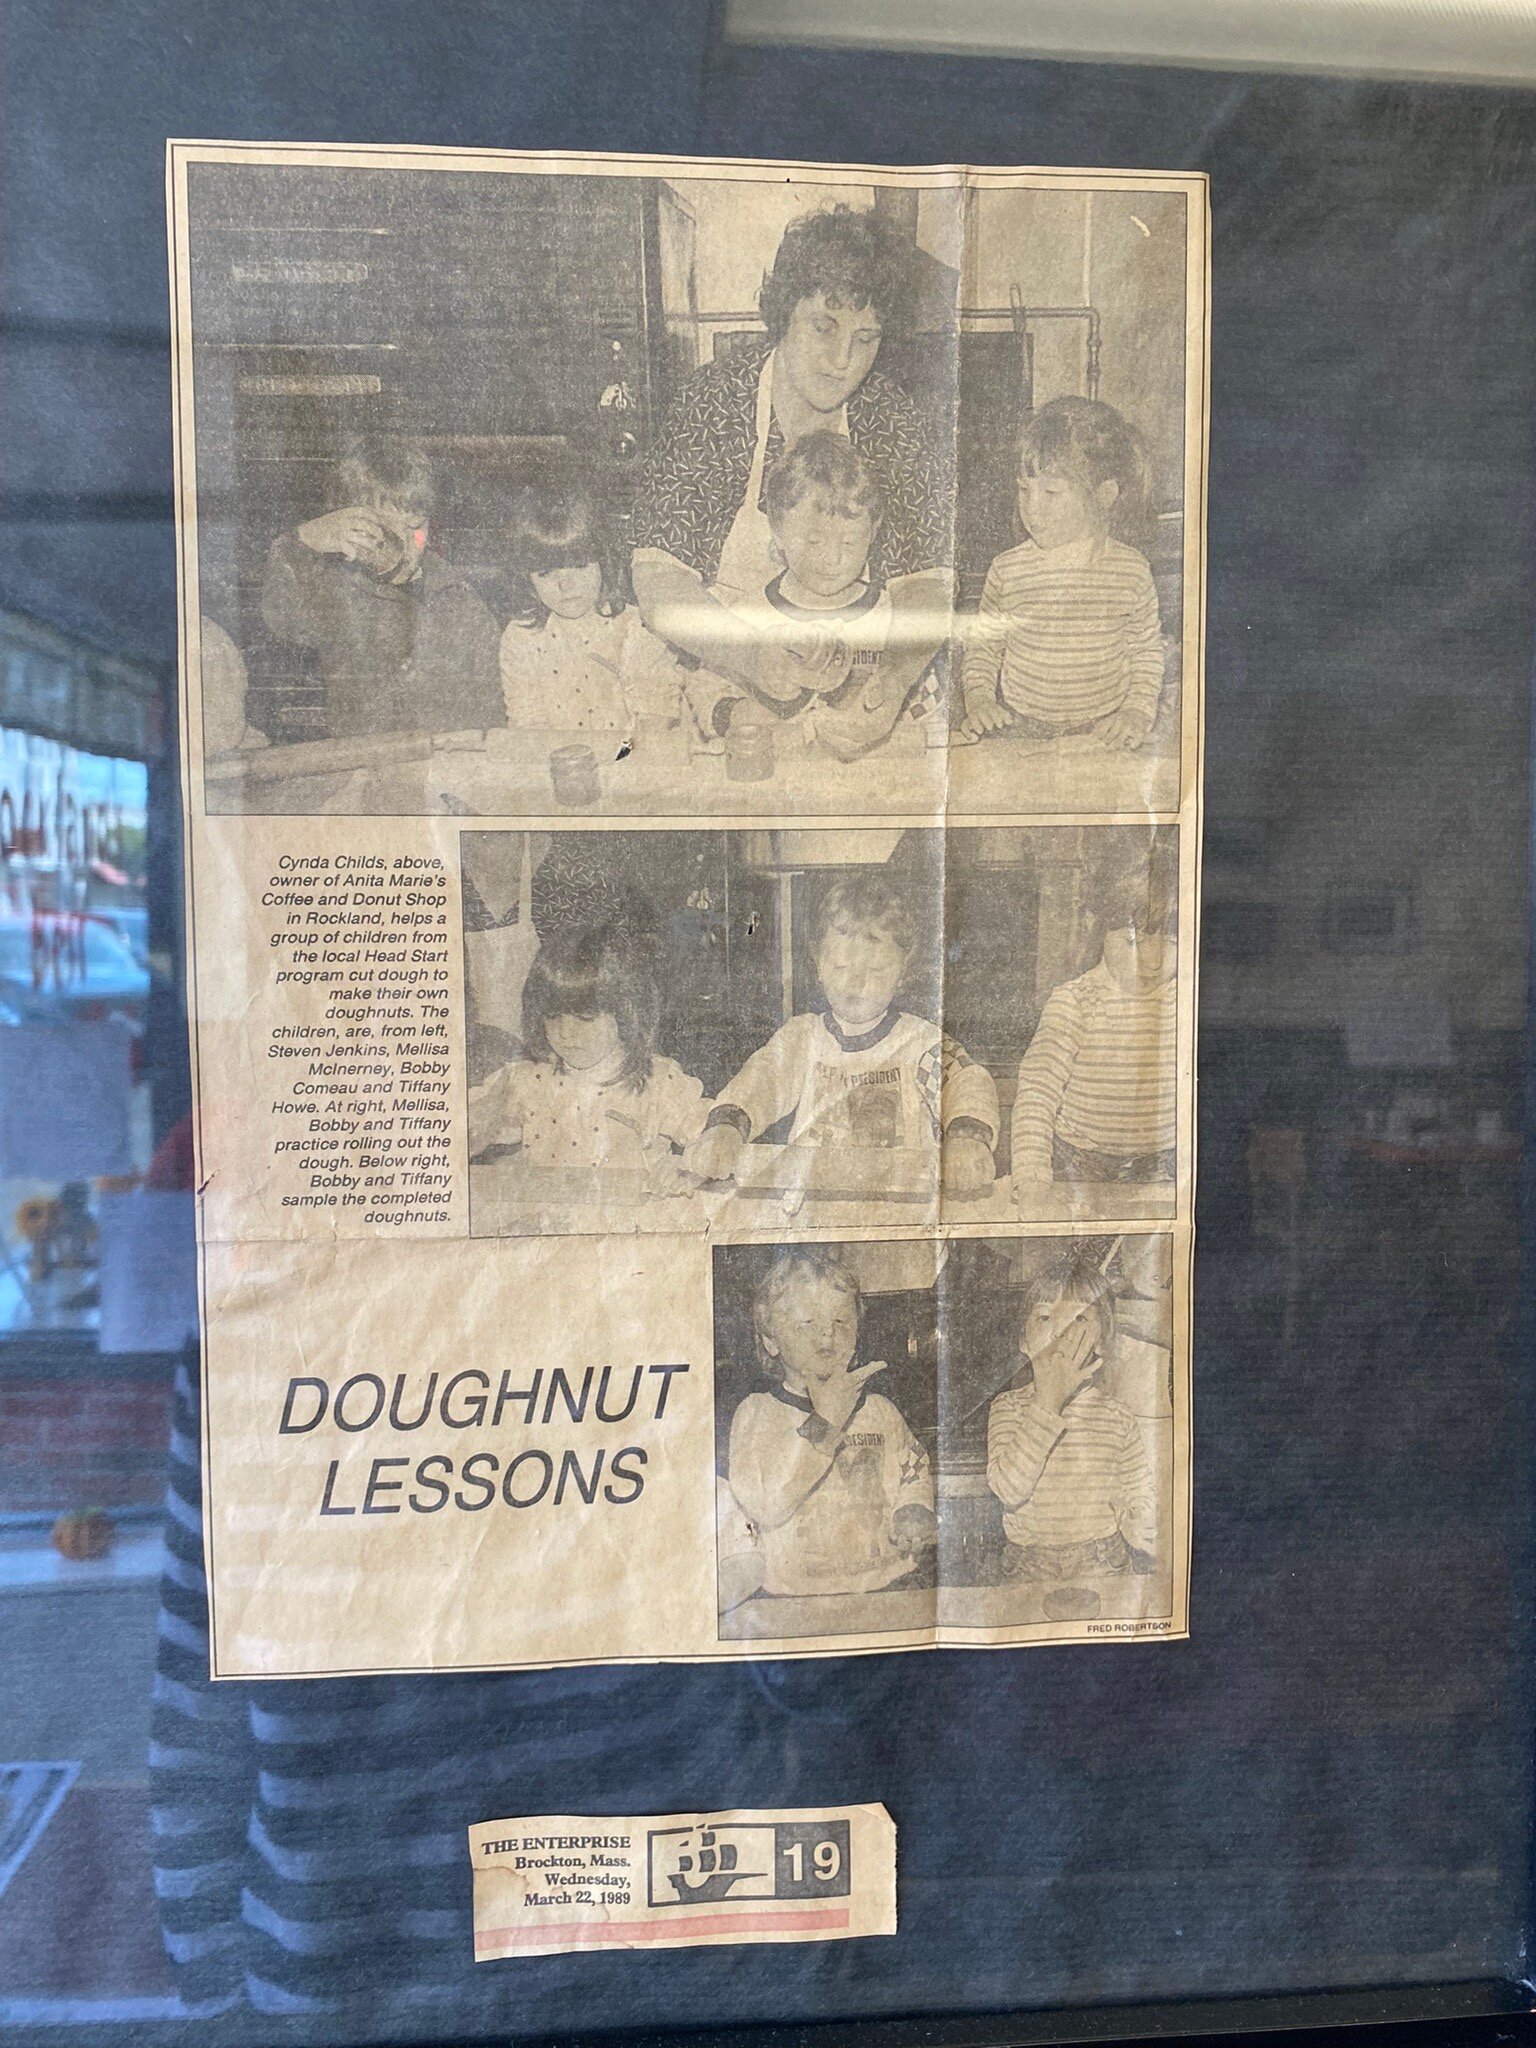 Cynda Childs, above,
owner of Anita Marie's
Coffee and Donut Shop
in Rockland, helps a
group of children from
the local Head Start
program cut dough to
make their own
doughnuts. The
children, are, from left,
Steven Jenkins, Mellisa
McInerney, Bobby
Comeau and Tiffany
Howe. At right, Mellisa,
Bobby and Tiffany
practice rolling out the
dough. Below right,
Bobby and Tiffany
sample the completed
doughnuts.
PRESIDENT
DOUGHNUT
LESSONS
FRED ROBERTSON
THE ENTERPRISE
Brockton, Mass.
Wednesday,
March 22, 1989
19